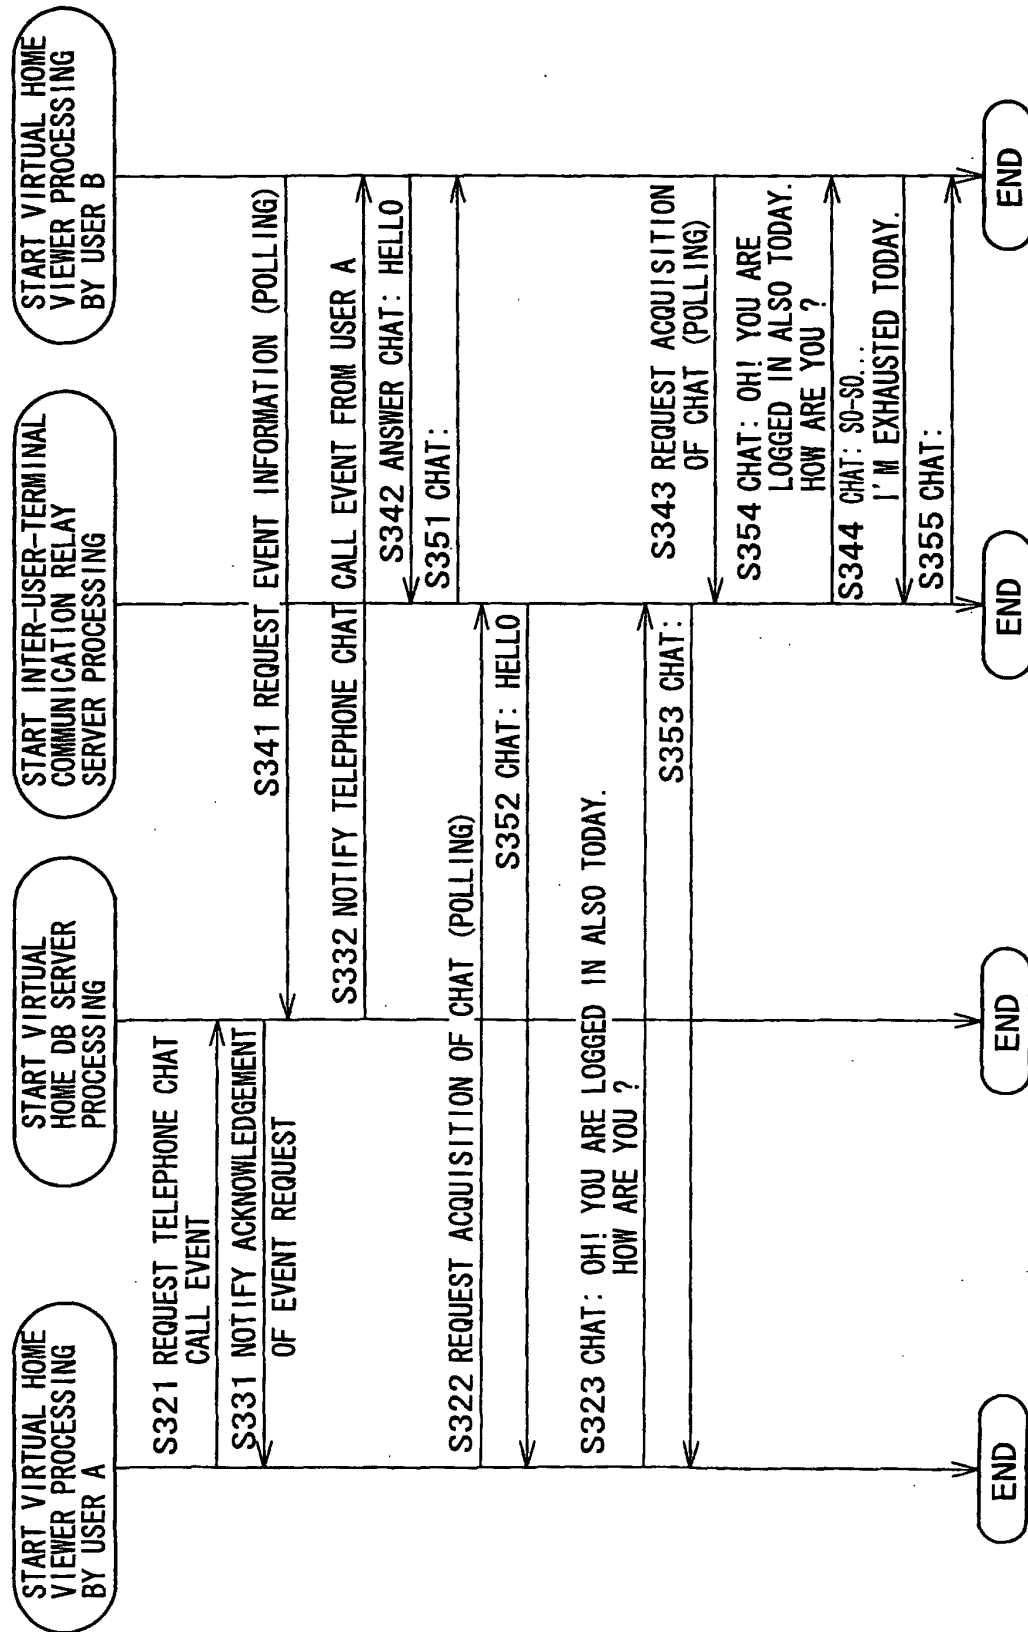 START VIRTUAL HOME
VIEWER PROCESSING
BY USER A
START VIRTUAL
HOME DB SERVER
PROCESSING
START INTER-USER-TERMINAL
COMMUNICATION RELAY
SERVER PROCESSING
START VIRTUAL HOME
VIEWER PROCESSING
BY USER B
S321 REQUEST TELEPHONE CHAT
CALL EVENT
S331 NOTIFY ACKNOWLEDGEMENT
OF EVENT REQUEST
S341 REQUEST EVENT INFORMATION (POLLING)
S332 NOTIFY TELEPHONE CHAT CALL EVENT FROM USER A
S342 ANSWER CHAT: HELLO
S351 CHAT:
S322 REQUEST ACQUISITION OF CHAT (POLLING)
S352 CHAT: HELLO
S323 CHAT: OH! YOU ARE LOGGED IN ALSO TODAY.
HOW ARE YOU ?
S353 CHAT:
S343 REQUEST ACQUISITION
OF CHAT (POLLING)
S354 CHAT: OH! YOU ARE
LOGGED IN ALSO TODAY.
HOW ARE YOU ?
S344 CHAT: SO-SO...
I'M EXHAUSTED TODAY.
S355 CHAT:
END
END
END
END